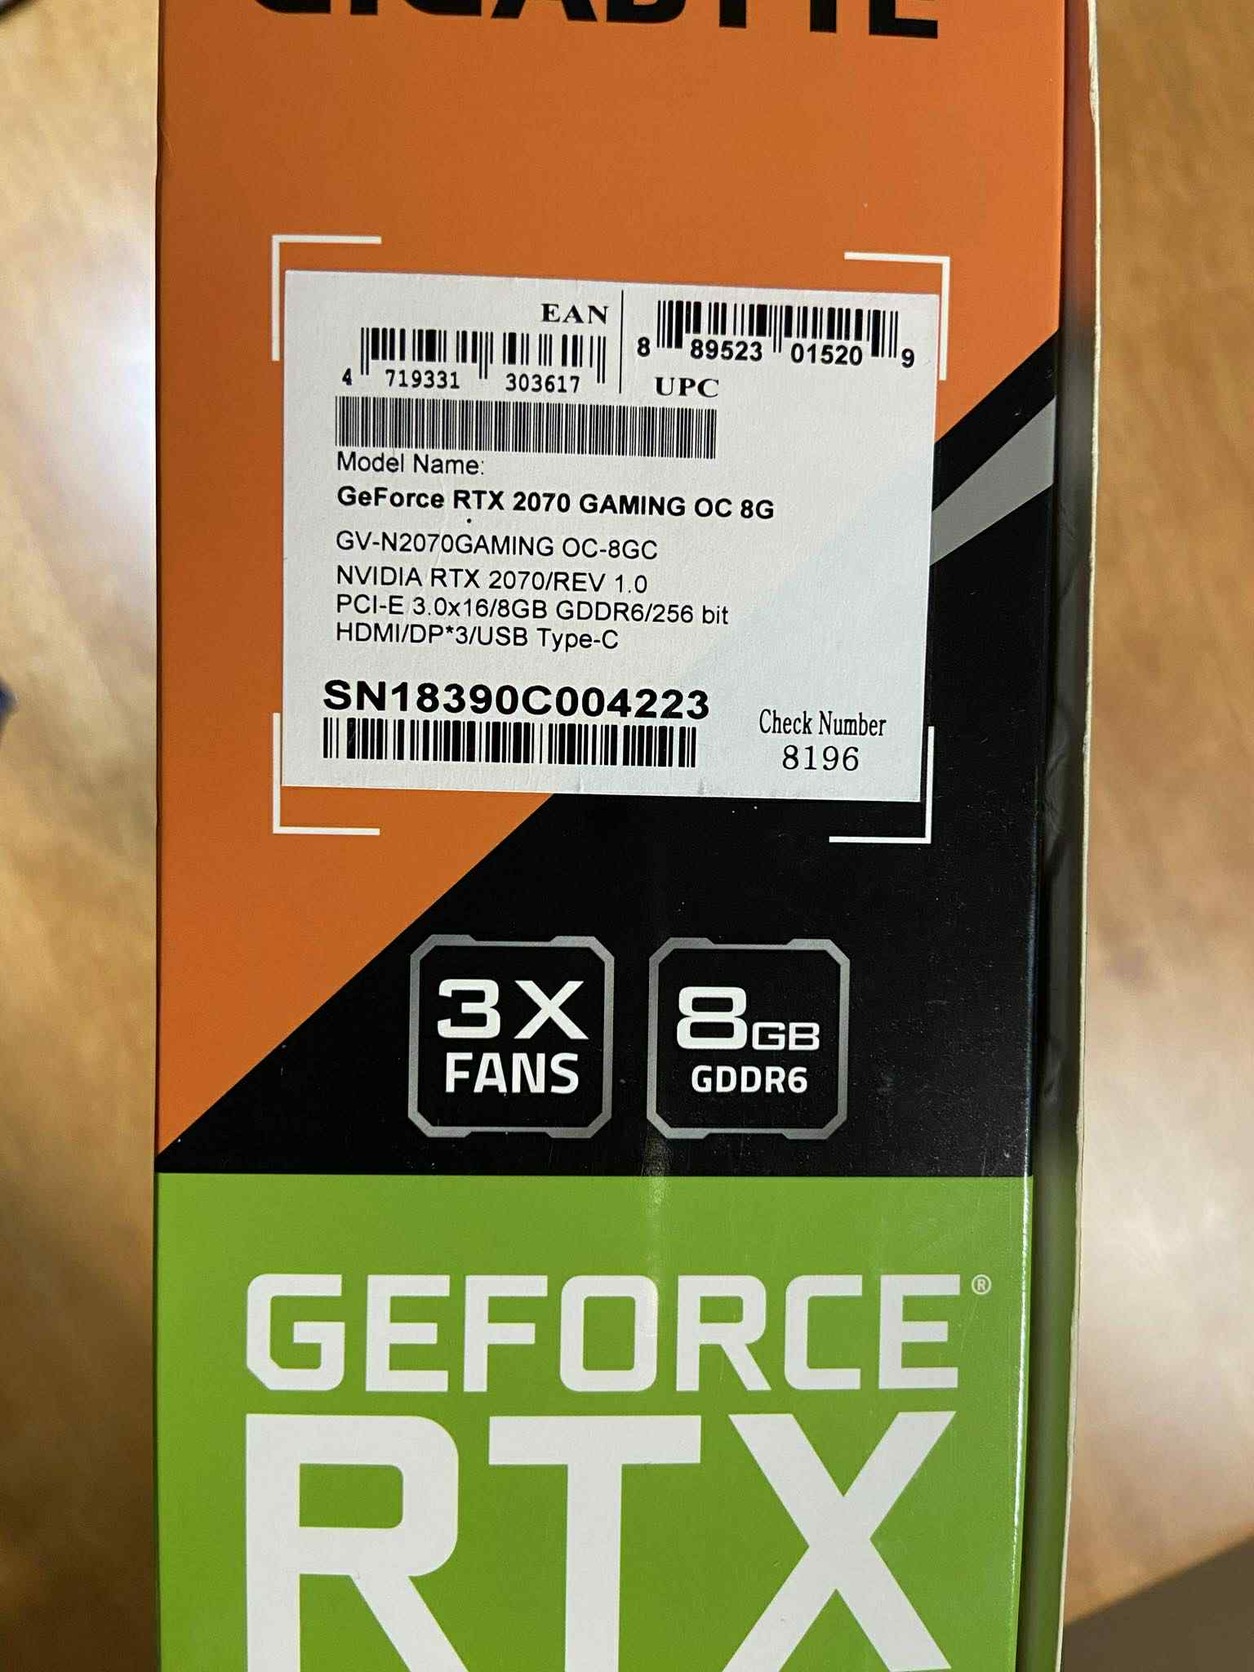 GIGABYTE
EAN
4 719331 303617
8 89523 01520 9
UPC
Model Name:
GeForce RTX 2070 GAMING OC 8G
GV-N2070GAMING OC-8GC
NVIDIA RTX 2070/REV 1.0
PCI-E 3.0x16/8GB GDDR6/256 bit
HDMI/DP*3/USB Type-C
SN18390C004223
Check Number
8196
3X
FANS
8GB
GDDR6
GEFORCE®
RTX